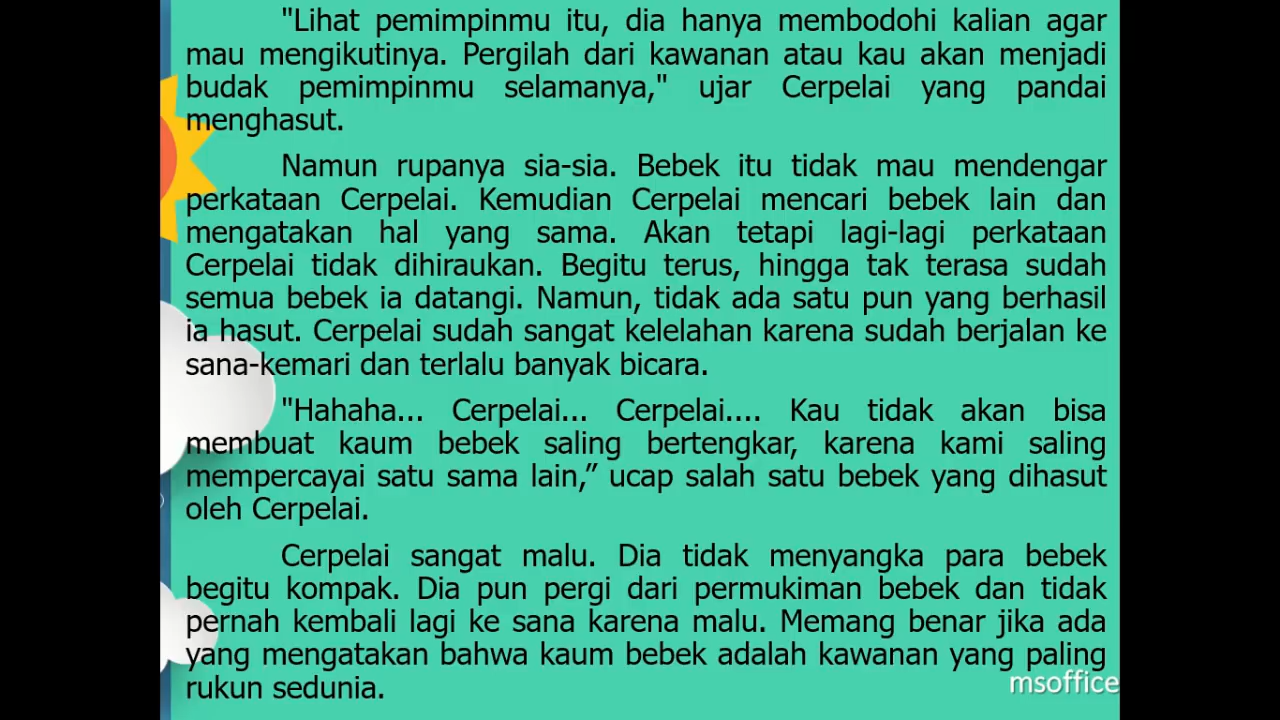 "Lihat pemimpinmu itu, dia hanya membodohi kalian agar
mau mengikutinya. Pergilah dari kawanan atau kau akan menjadi
budak pemimpinmu selamanya," ujar Cerpelai yang pandai
menghasut.
Namun rupanya sia-sia. Bebek itu tidak mau mendengar
perkataan Cerpelai. Kemudian Cerpelai mencari bebek lain dan
mengatakan hal yang sama. Akan tetapi lagi-lagi perkataan
Cerpelai tidak dihiraukan. Begitu terus, hingga tak terasa sudah
semua bebek ia datangi. Namun, tidak ada satu pun yang berhasil
ia hasut. Cerpelai sudah sangat kelelahan karena sudah berjalan ke
sana-kemari dan terlalu banyak bicara.
"Hahaha... Cerpelai... Cerpelai.... Kau tidak akan bisa
membuat kaum bebek saling bertengkar, karena kami saling
mempercayai satu sama lain,” ucap salah satu bebek yang dihasut
oleh Cerpelai.
Cerpelai sangat malu. Dia tidak menyangka para bebek
begitu kompak. Dia pun pergi dari permukiman bebek dan tidak
pernah kembali lagi ke sana karena malu. Memang benar jika ada
yang mengatakan bahwa kaum bebek adalah kawanan yang paling
rukun sedunia.
msoffice